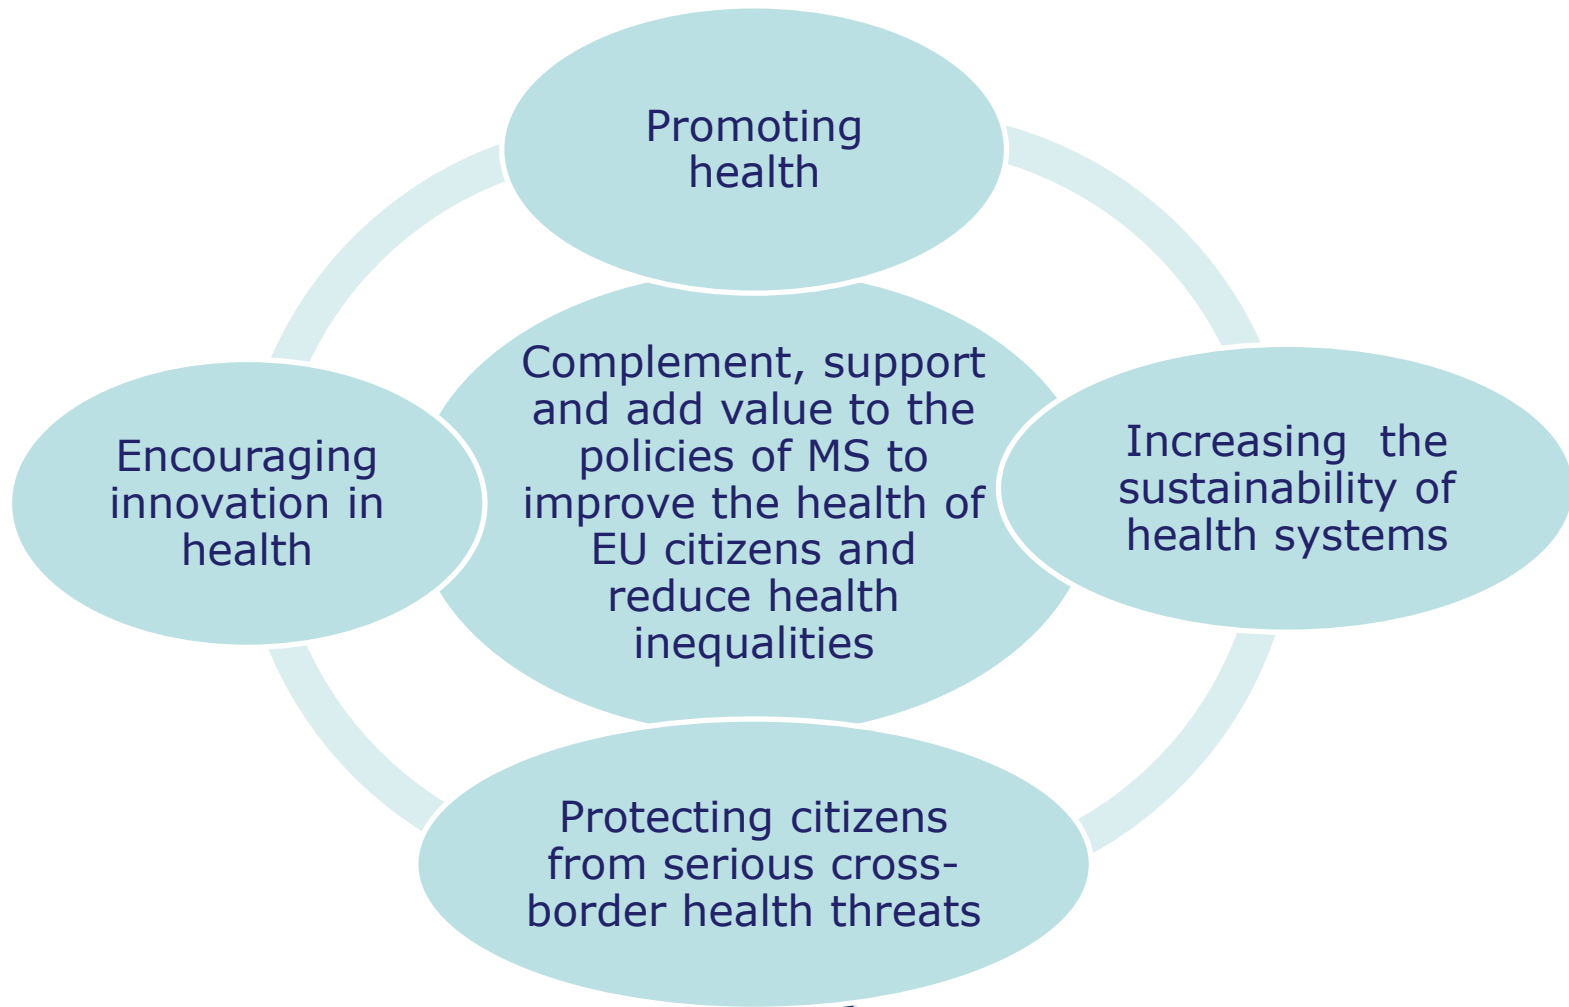 Promoting
health
Complement, support
and add value to the
policies of MS to
improve the health of
EU citizens and
reduce health
inequalities
Encouraging
innovation in
health
Increasing the
sustainability of
health systems
Protecting citizens
from serious cross-
border health threats